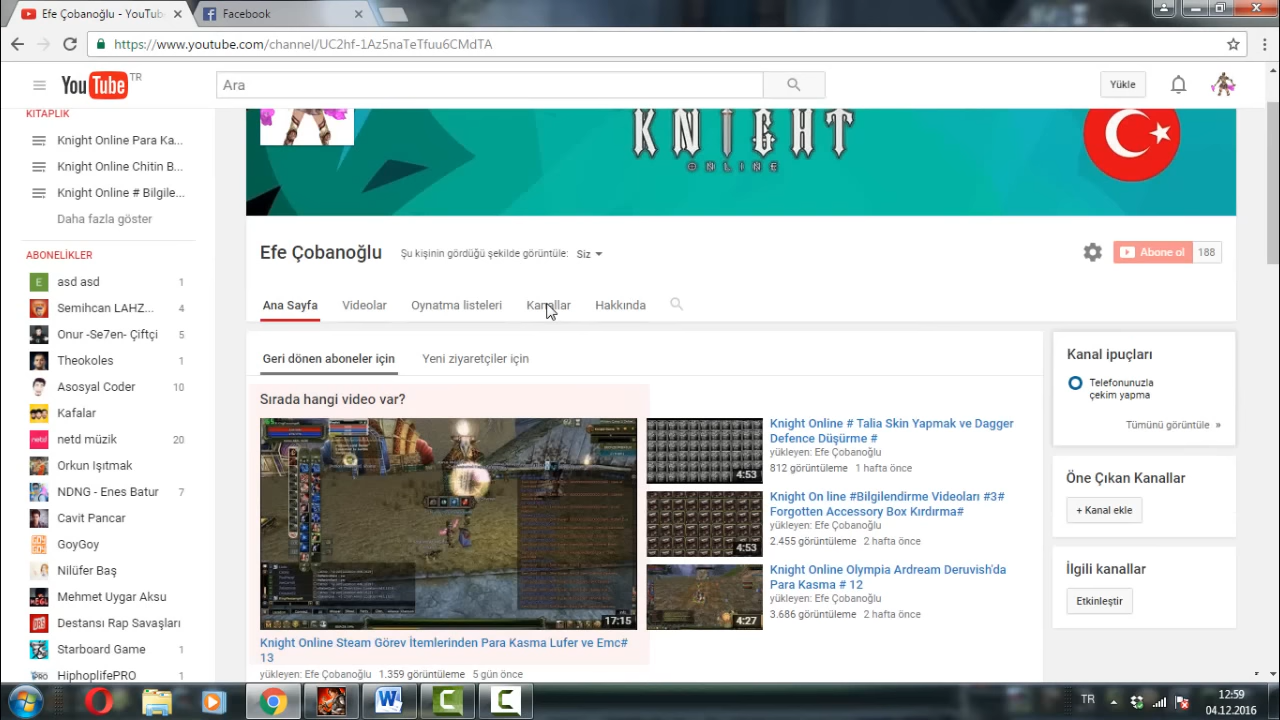 Efe Çobanoğlu - YouTub
Facebook
https://www.youtube.com/channel/UC2hf-1Az5naTeTfuu6CMdTA
YouTube TR
Ara
Yükle
KITAPLIK
Knight Online Para Ka...
Knight Online Chitin B...
Knight Online # Bilgile...
Daha fazla göster
ABONELİKLER
E asd asd 1
Semihcan LAHZ... 4
Onur -Se7en- Çiftçi 5
Theokoles 1
Asosyal Coder 10
Kafalar
netd netd müzik 20
Orkun Işıtmak
NDNG - Enes Batur 7
Cavit Pancar
GoyGoy
Nilüfer Baş
Mehmet Uygar Aksu
Destansı Rap Savaşları
Starboard Game 1
HiphoplifePRO 1
KNIGHT
ONLINE
Efe Çobanoğlu
Şu kişinin gördüğü şekilde görüntüle: Siz
Abone ol 188
Ana Sayfa
Videolar
Oynatma listeleri
Kanallar
Hakkında
Geri dönen aboneler için
Yeni ziyaretçiler için
Sırada hangi video var?
17:15
Knight Online Steam Görev İtemlerinden Para Kasma Lufer ve Emc#
13
yükleyen: Efe Çobanoğlu 1.359 görüntüleme 5 gün önce
4:53
Knight Online # Talia Skin Yapmak ve Dagger
Defence Düşürme #
yükleyen: Efe Çobanoğlu
812 görüntüleme 1 hafta önce
4:53
Knight On line #Bilgilendirme Videoları #3#
Forgotten Accessory Box Kırdırma#
yükleyen: Efe Çobanoğlu
2.455 görüntüleme 2 hafta önce
4:27
Knight Online Olympia Ardream Deruvish'da
Para Kasma # 12
yükleyen: Efe Çobanoğlu
3.686 görüntüleme 2 hafta önce
Kanal ipuçları
Telefonunuzla
çekim yapma
Tümünü görüntüle »
Öne Çıkan Kanallar
+ Kanal ekle
İlgili kanallar
Etkinleştir
TR
12:59
04.12.2016